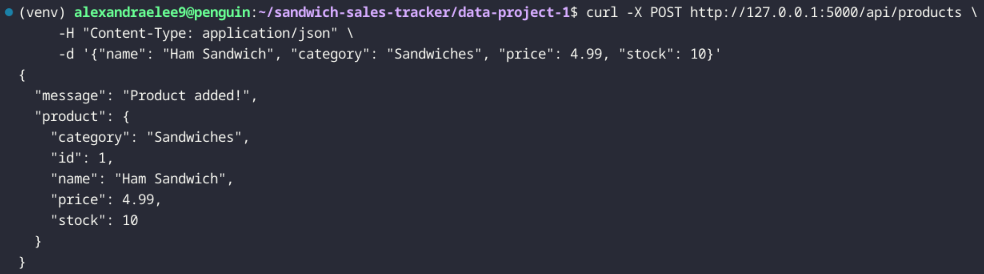 (venv) alexandraelee9@penguin:~/sandwich-sales-tracker/data-project-1$ curl -X POST http://127.0.0.1:5000/api/products \
-H "Content-Type: application/json" \
-d '{"name": "Ham Sandwich", "category": "Sandwiches", "price": 4.99, "stock": 10}'
{
"message": "Product added!",
"product": {
"category": "Sandwiches",
"id": 1,
"name": "Ham Sandwich",
"price": 4.99,
"stock": 10
}
}